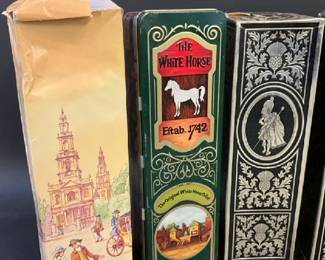 THE
WHITE HORSE
Eſtab. 1742
The Original White Horse